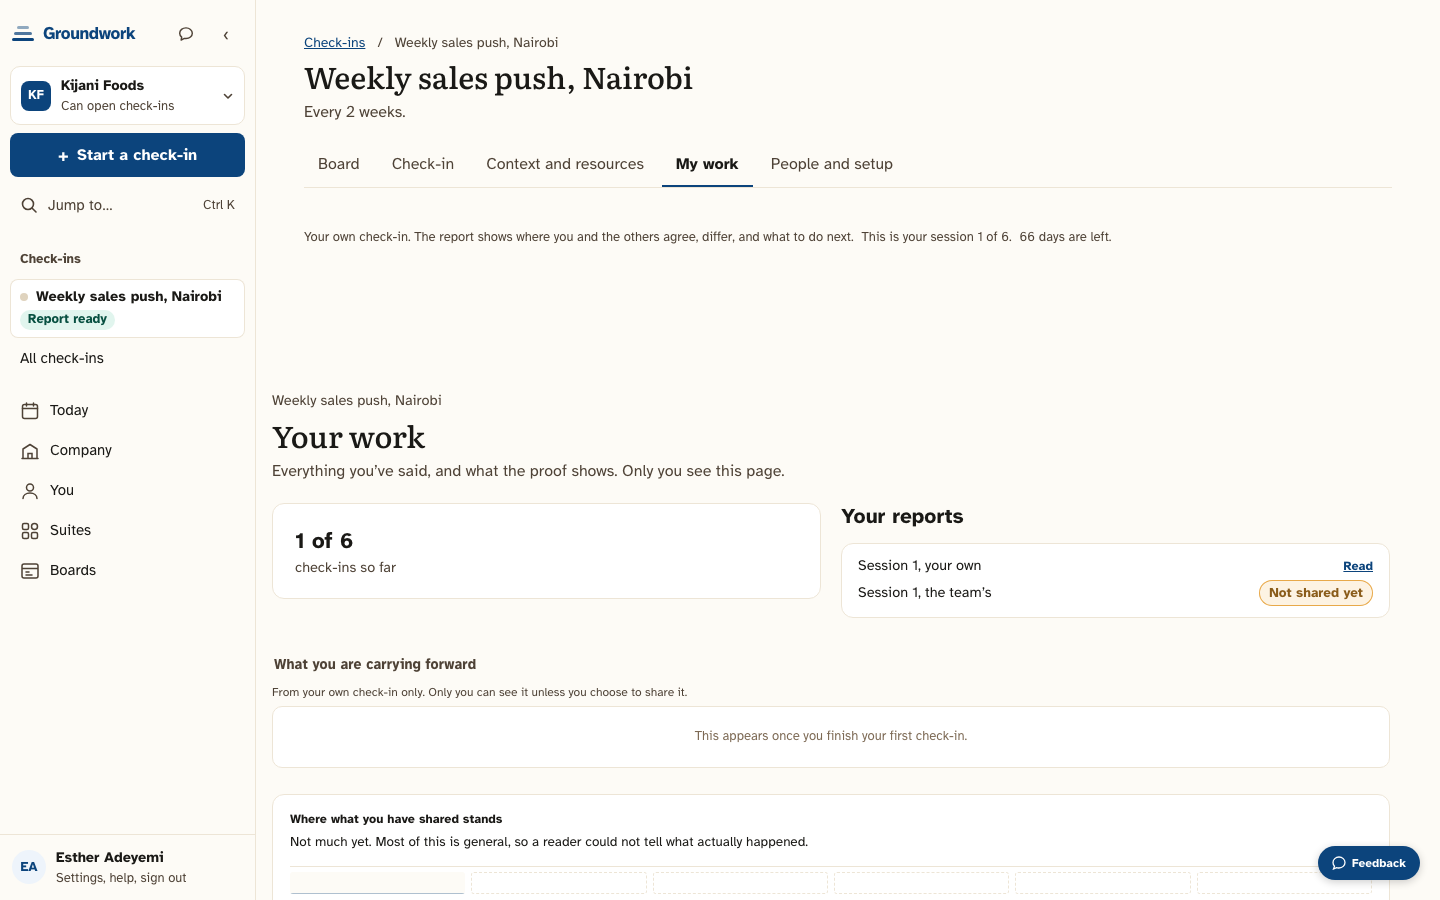 Groundwork
KF
Kijani Foods
Can open check-ins
+ Start a check-in
Jump to...
Ctrl K
Check-ins
Weekly sales push, Nairobi
Report ready
All check-ins
Today
Company
You
Suites
Boards
EA
Esther Adeyemi
Settings, help, sign out
Check-ins / Weekly sales push, Nairobi
Weekly sales push, Nairobi
Every 2 weeks.
Board
Check-in
Context and resources
My work
People and setup
Your own check-in. The report shows where you and the others agree, differ, and what to do next. This is your session 1 of 6. 66 days are left.
Weekly sales push, Nairobi
Your work
Everything you’ve said, and what the proof shows. Only you see this page.
1 of 6
check-ins so far
Your reports
Session 1, your own
Read
Session 1, the team’s
Not shared yet
What you are carrying forward
From your own check-in only. Only you can see it unless you choose to share it.
This appears once you finish your first check-in.
Where what you have shared stands
Not much yet. Most of this is general, so a reader could not tell what actually happened.
Feedback